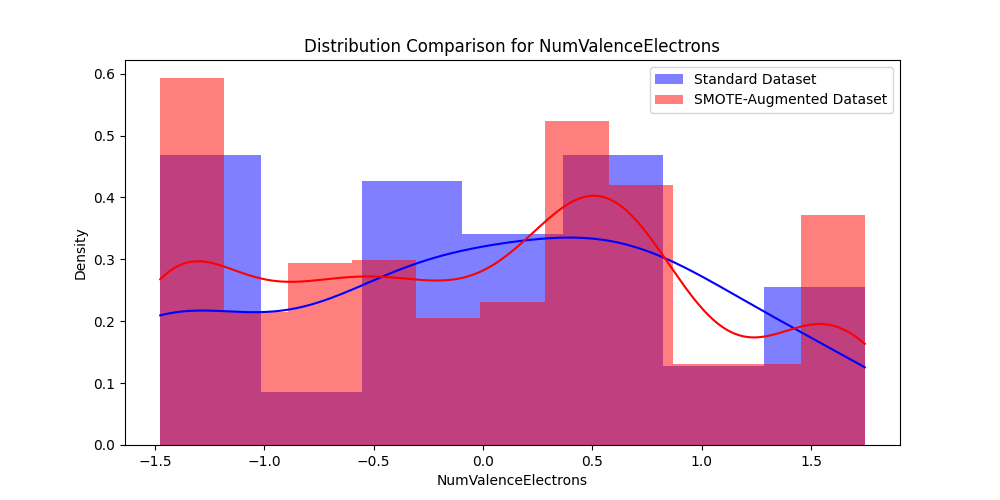 Distribution Comparison for NumValenceElectrons
Standard Dataset
SMOTE-Augmented Dataset
0.6
0.5
0.4
0.3
0.2
0.1
0.0
Density
−1.5 −1.0 −0.5 0.0 0.5 1.0 1.5
NumValenceElectrons